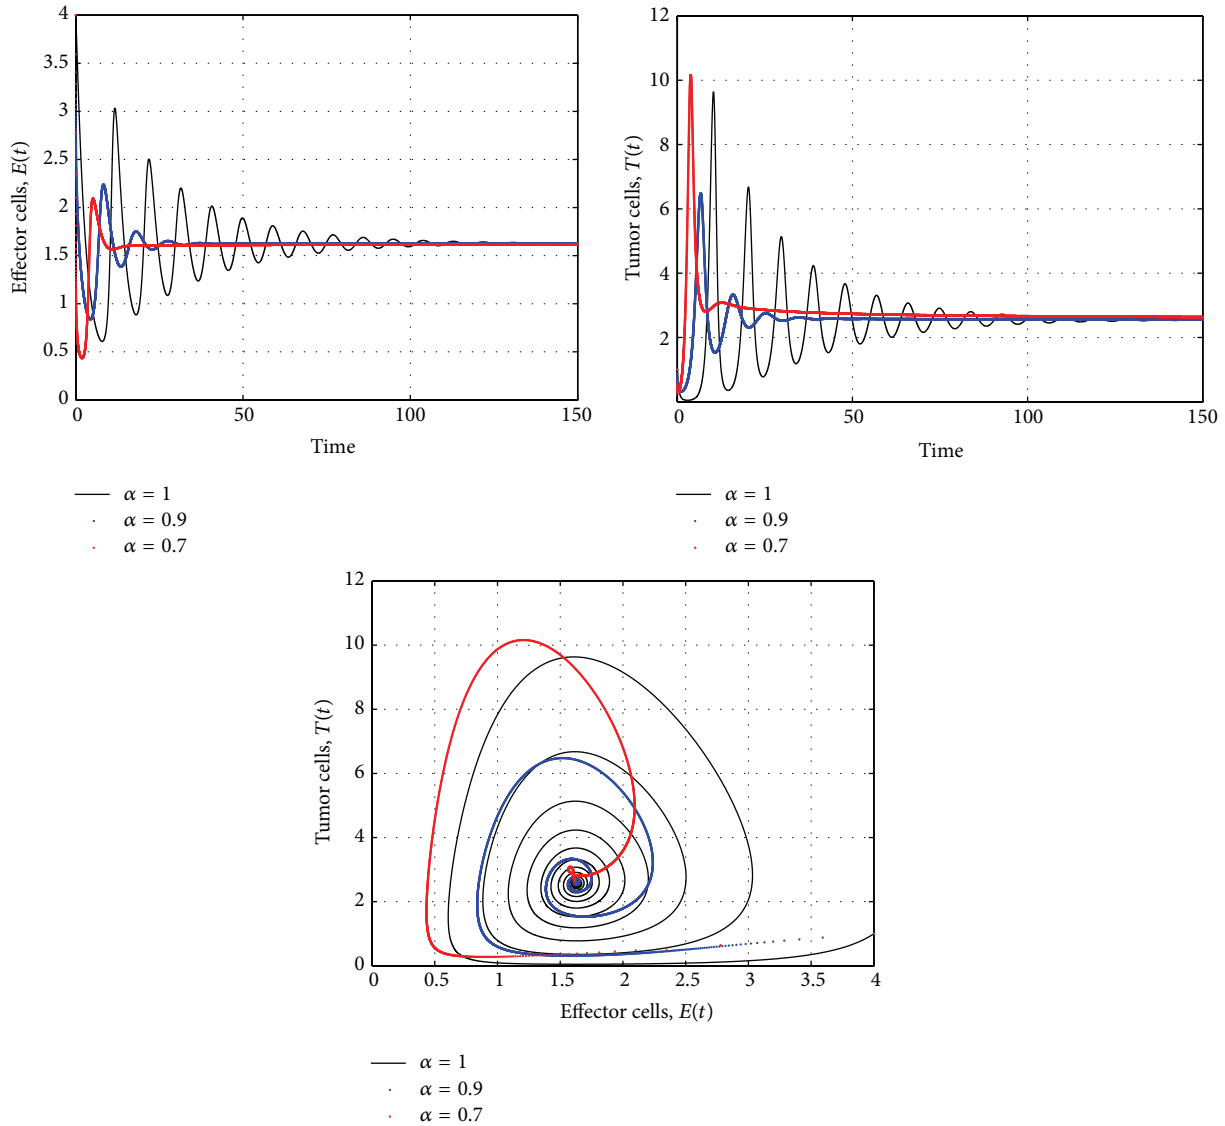 4
3.5
3
2.5
2
1.5
1
0.5
0
Effector cells, E(t)
0 50 100 150
Time
α = 1
α = 0.9
α = 0.7
12
10
8
6
4
2
Tumor cells, T(t)
0 50 100 150
Time
α = 1
α = 0.9
α = 0.7
12
10
8
6
4
2
0
Tumor cells, T(t)
0 0.5 1 1.5 2 2.5 3 3.5 4
Effector cells, E(t)
α = 1
α = 0.9
α = 0.7